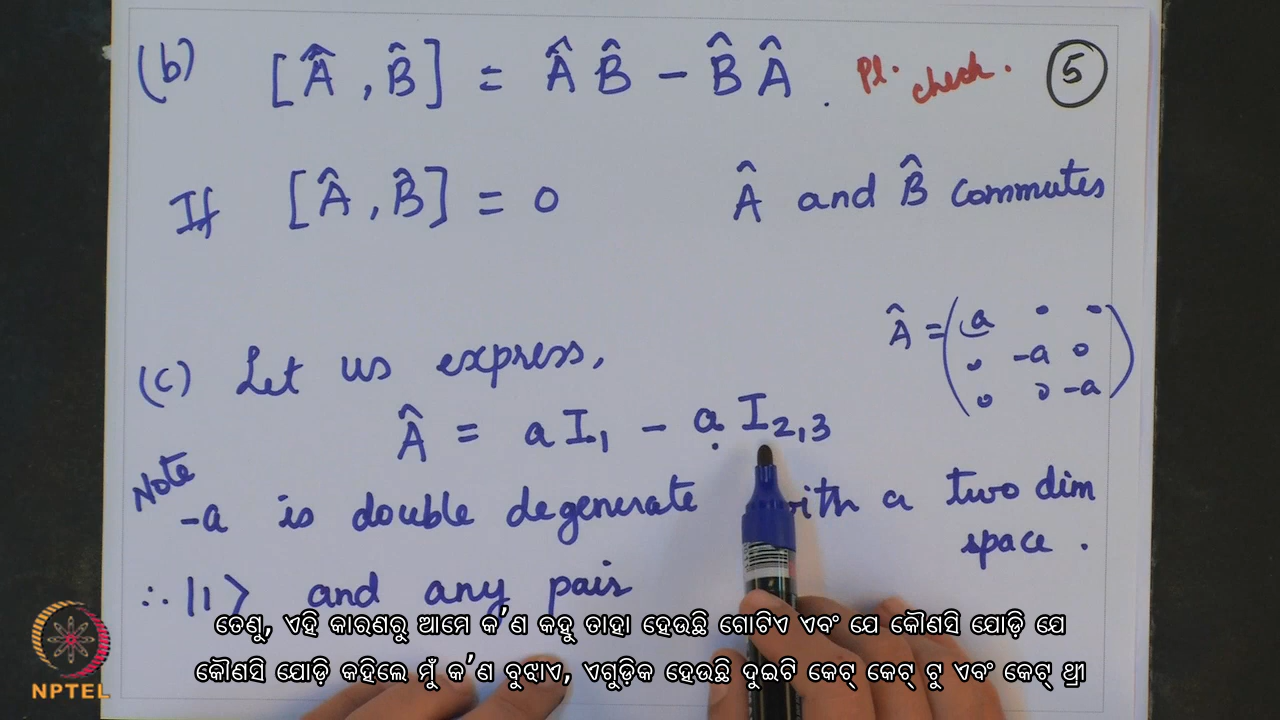 (b) [Â , B̂] = Â B̂ - B̂ Â . Pl. check. 5
If [Â , B̂] = 0 Â and B̂ commutes
Â = (a 0 0
0 -a 0
0 0 -a)
(c) Let us express,
Â = a I₁ - a I₂,₃
Note -a is double degenerate with a two dim space.
∴ |1⟩ and any pair
ତେଣୁ, ଏହି କାରଣରୁ ଆମେ କ'ଣ କହୁ ତାହା ହେଉଛି ଗୋଟିଏ ଏବଂ ଯେ କୌଣସି ଯୋଡ଼ି ଯେ
କୌଣସି ଯୋଡ଼ି କହିଲେ ମୁଁ କ'ଣ ବୁଝାଏ, ଏଗୁଡ଼ିକ ହେଉଛି ଦୁଇଟି କେଟ୍ କେଟ୍ ଟୁ ଏବଂ କେଟ୍ ଥ୍ରୀ
NPTEL